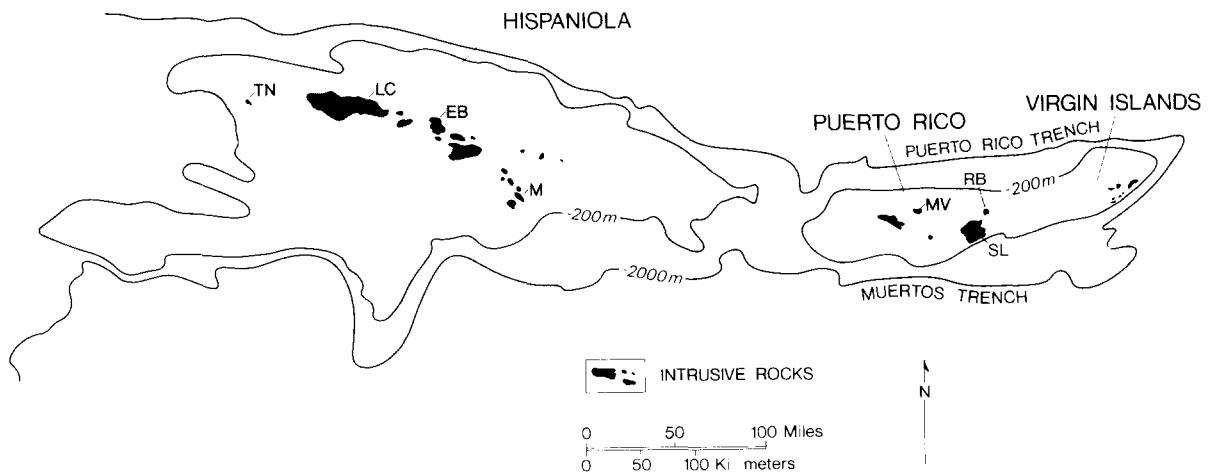 HISPANIOLA
TN
LC
EB
M
VIRGIN ISLANDS
PUERTO RICO
PUERTO RICO TRENCH
-200m
RB
MV
SL
-200m
-2000m
MUERTOS TRENCH
INTRUSIVE ROCKS
N
0 50 100 Miles
0 50 100 Ki meters